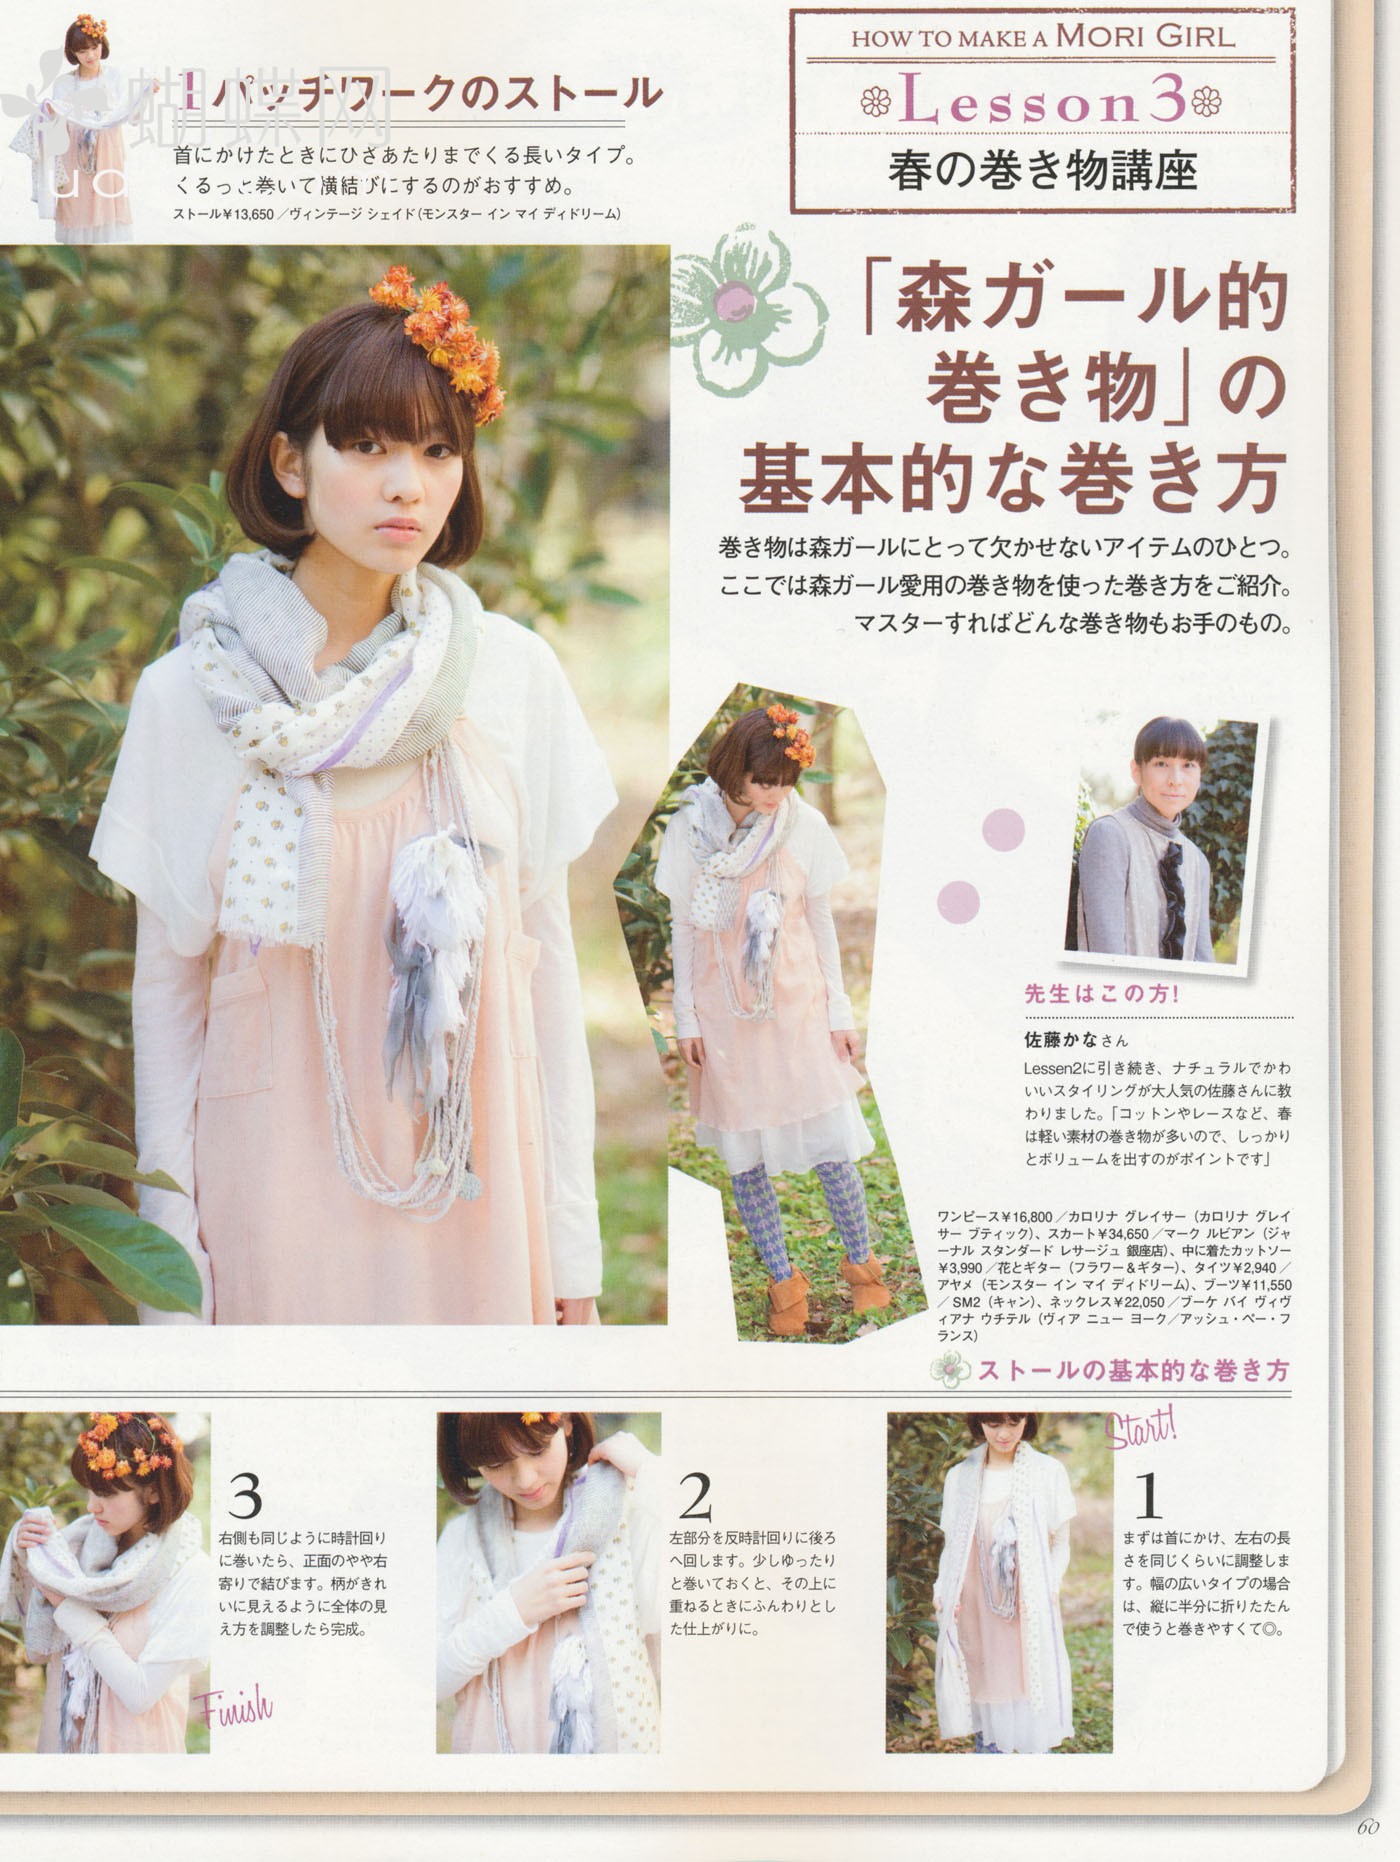 HOW TO MAKE A MORI GIRL
Lesson3
春の巻き物講座
「森ガール的
巻き物」の
基本的な巻き方
巻き物は森ガールにとって欠かせないアイテムのひとつ。
ここでは森ガール愛用の巻き物を使った巻き方をご紹介。
マスターすればどんな巻き物もお手のもの。
1 パッチワークのストール
首にかけたときにひざあたりまでくる長いタイプ。
くるっと巻いて横結びにするのがおすすめ。
ストール¥13,650／ヴィンテージ シェイド（モンスター イン マイ ディドリーム）
蝴蝶网
先生はこの方！
佐藤かなさん
Lessen2に引き続き、ナチュラルでかわ
いいスタイリングが大人気の佐藤さんに教
わりました。「コットンやレースなど、春
は軽い素材の巻き物が多いので、しっかり
とボリュームを出すのがポイントです」
ワンピース¥16,800／カロリナ グレイサー（カロリナ グレイ
サー ブティック）、スカート¥34,650／マーク ルビアン（ジャ
ーナル スタンダード レサージュ 銀座店）、中に着たカットソー
¥3,990／花とギター（フラワー＆ギター）、タイツ¥2,940／
アヤメ（モンスター イン マイ ディドリーム）、ブーツ¥11,550
／SM2（キャン）、ネックレス¥22,050／ブーケ バイ ヴィヴ
ィアナ ウチテル（ヴィア ニュー ヨーク／アッシュ・ペー・フ
ランス）
ストールの基本的な巻き方
Start!
1
まずは首にかけ、左右の長
さを同じくらいに調整しま
す。幅の広いタイプの場合
は、縦に半分に折りたたん
で使うと巻きやすくて◎。
2
左部分を反時計回りに後ろ
へ回します。少しゆったり
と巻いておくと、その上に
重ねるときにふんわりとし
た仕上がりに。
3
右側も同じように時計回り
に巻いたら、正面のやや右
寄りで結びます。柄がきれ
いに見えるように全体の見
え方を調整したら完成。
Finish
60